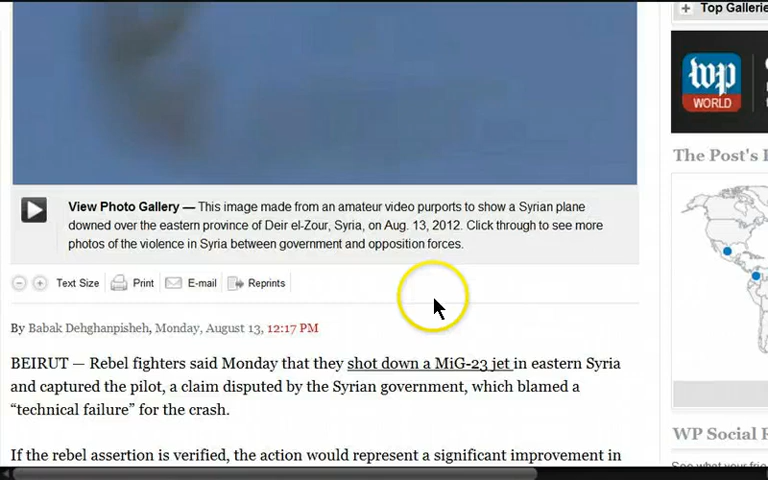 Top Gallerie
wp
WORLD
View Photo Gallery — This image made from an amateur video purports to show a Syrian plane
downed over the eastern province of Deir el-Zour, Syria, on Aug. 13, 2012. Click through to see more
photos of the violence in Syria between government and opposition forces.
The Post's
Text Size Print E-mail Reprints
By Babak Dehghanpisheh, Monday, August 13, 12:17 PM
BEIRUT — Rebel fighters said Monday that they shot down a MiG-23 jet in eastern Syria
and captured the pilot, a claim disputed by the Syrian government, which blamed a
“technical failure” for the crash.
If the rebel assertion is verified, the action would represent a significant improvement in
WP Social